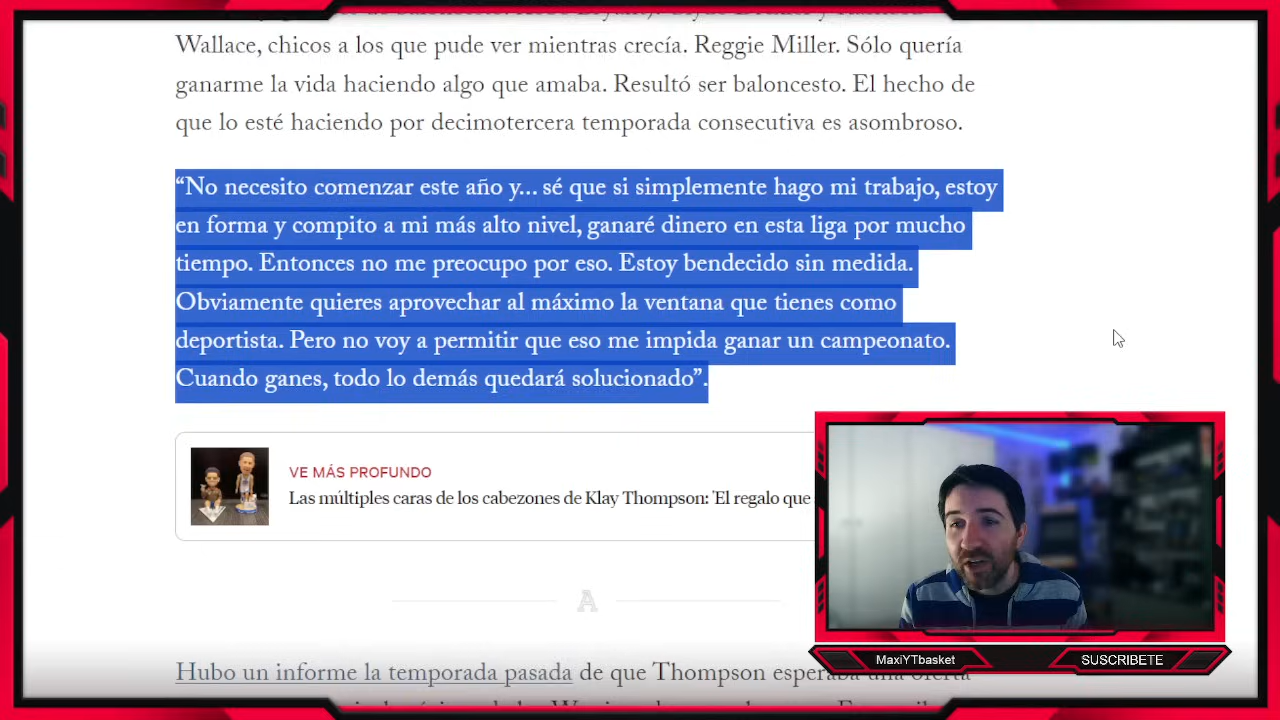 Wallace, chicos a los que pude ver mientras crecía. Reggie Miller. Sólo quería
ganarme la vida haciendo algo que amaba. Resultó ser baloncesto. El hecho de
que lo esté haciendo por decimotercera temporada consecutiva es asombroso.
“No necesito comenzar este año y... sé que si simplemente hago mi trabajo, estoy
en forma y compito a mi más alto nivel, ganaré dinero en esta liga por mucho
tiempo. Entonces no me preocupo por eso. Estoy bendecido sin medida.
Obviamente quieres aprovechar al máximo la ventana que tienes como
deportista. Pero no voy a permitir que eso me impida ganar un campeonato.
Cuando ganes, todo lo demás quedará solucionado”.
VE MÁS PROFUNDO
Las múltiples caras de los cabezones de Klay Thompson: 'El regalo que
A
Hubo un informe la temporada pasada de que Thompson esperaba una oferta
MaxiYTbasket
SUSCRIBETE